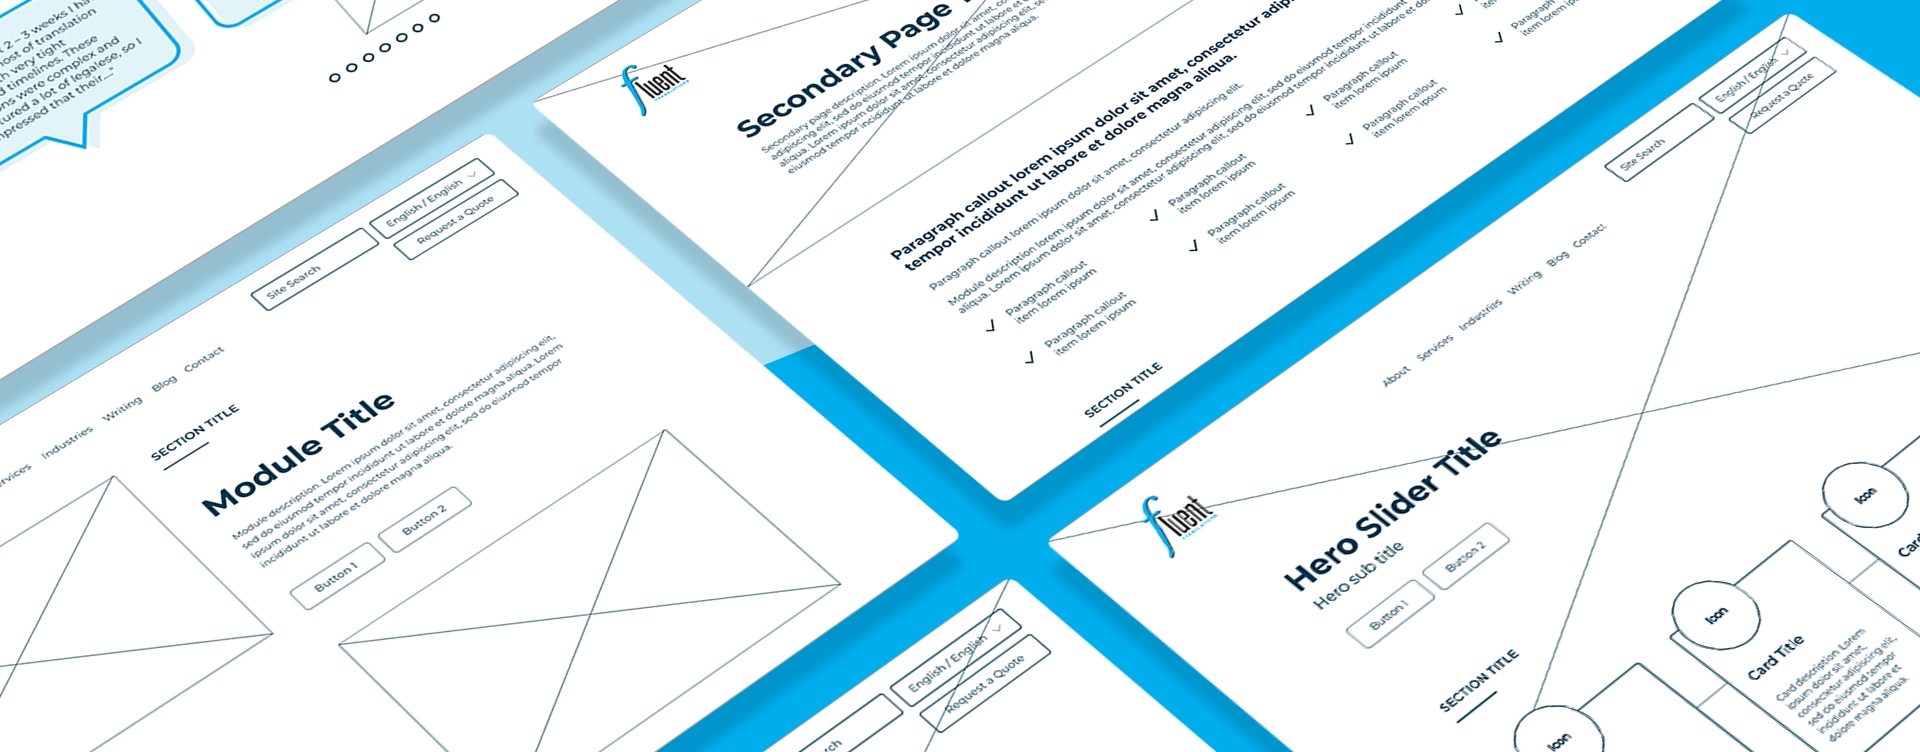 2 – 3 weeks I ha
ost of translation
h very tight
d timelines. These
ons were complex and
ured a lot of legalese, so I
mpressed that their..."
English / English
Request a Quote
Site Search
Industries Writing Blog Contact
SECTION TITLE
Module Title
Module description. Lorem ipsum dolor sit amet, consectetur adipiscing elit,
sed do eiusmod tempor incididunt ut labore et dolore magna aliqua. Lorem
ipsum dolor sit amet, consectetur adipiscing elit, sed do eiusmod tempor
incididunt ut labore et dolore magna aliqua.
Button 1 Button 2
fluent
Secondary Page
Secondary page description. Lorem ipsum dolor sit amet,
adipiscing elit, sed do eiusmod tempor incididunt ut labore et dolore
aliqua. Lorem ipsum dolor sit amet, consectetur adipiscing elit,
eiusmod tempor incididunt ut labore et dolore magna aliqua.
Paragraph callout lorem ipsum dolor sit amet, consectetur adip
tempor incididunt ut labore et dolore magna aliqua.
Paragraph callout lorem ipsum dolor sit amet, consectetur adipiscing elit.
Module description lorem ipsum dolor sit amet, consectetur adipiscing elit, sed do eiusmod tempor incididunt
aliqua. Lorem ipsum dolor sit amet, consectetur adipiscing elit, sed do eiusmod tempor incididunt ut labore et
Paragraph callout
item lorem ipsum
Paragraph callout
item lorem ipsum
Paragraph callout
item lorem ipsum
Paragraph callout
item lorem ipsum
Paragraph callout
item lorem ipsum
Paragraph callout
item lorem ipsum
Paragraph callout
item lorem ipsum
SECTION TITLE
English / English
Request a Quote
Site Search
About Services Industries Writing Blog Contact
fluent
Hero Slider Title
Hero sub title
Button 1 Button 2
SECTION TITLE
Icon
Icon
Card Title
Card description. Lorem
ipsum dolor sit amet,
consectetur adipiscing elit,
sed do eiusmod tempor
incididunt ut labore et
dolore magna aliqua.
Icon
English / English
Request a Quote